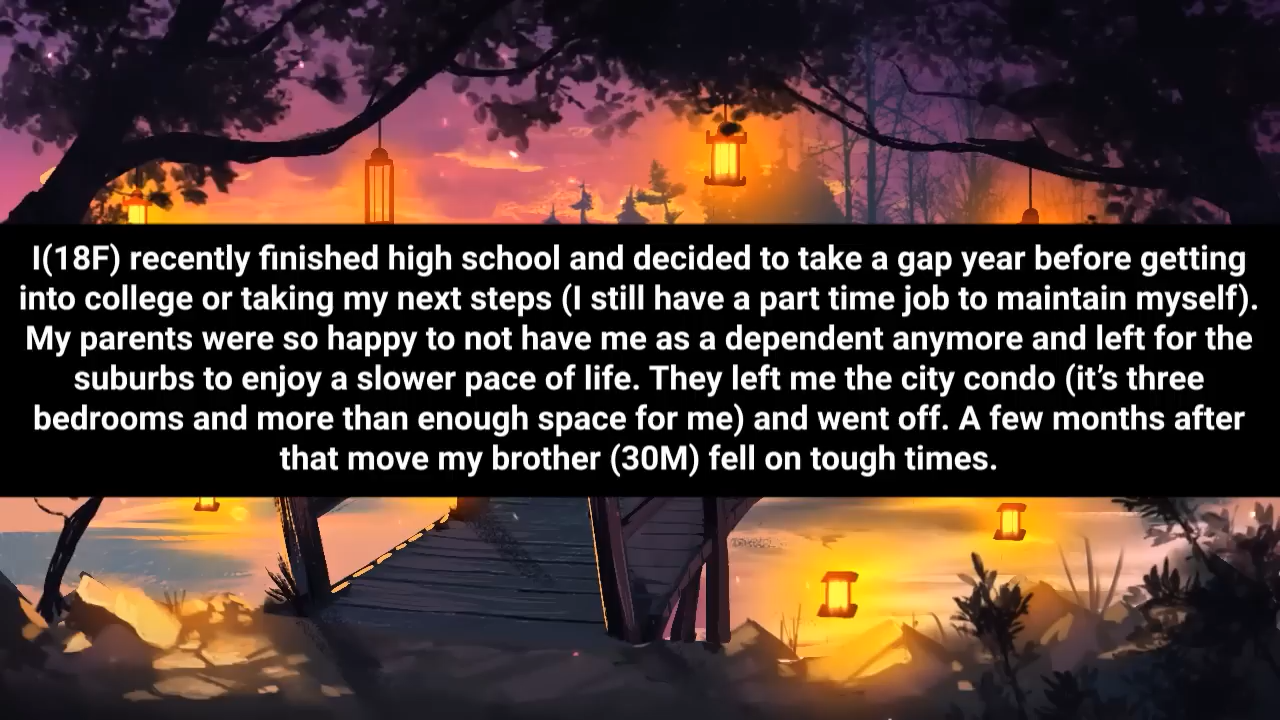 I(18F) recently finished high school and decided to take a gap year before getting
into college or taking my next steps (I still have a part time job to maintain myself).
My parents were so happy to not have me as a dependent anymore and left for the
suburbs to enjoy a slower pace of life. They left me the city condo (it’s three
bedrooms and more than enough space for me) and went off. A few months after
that move my brother (30M) fell on tough times.